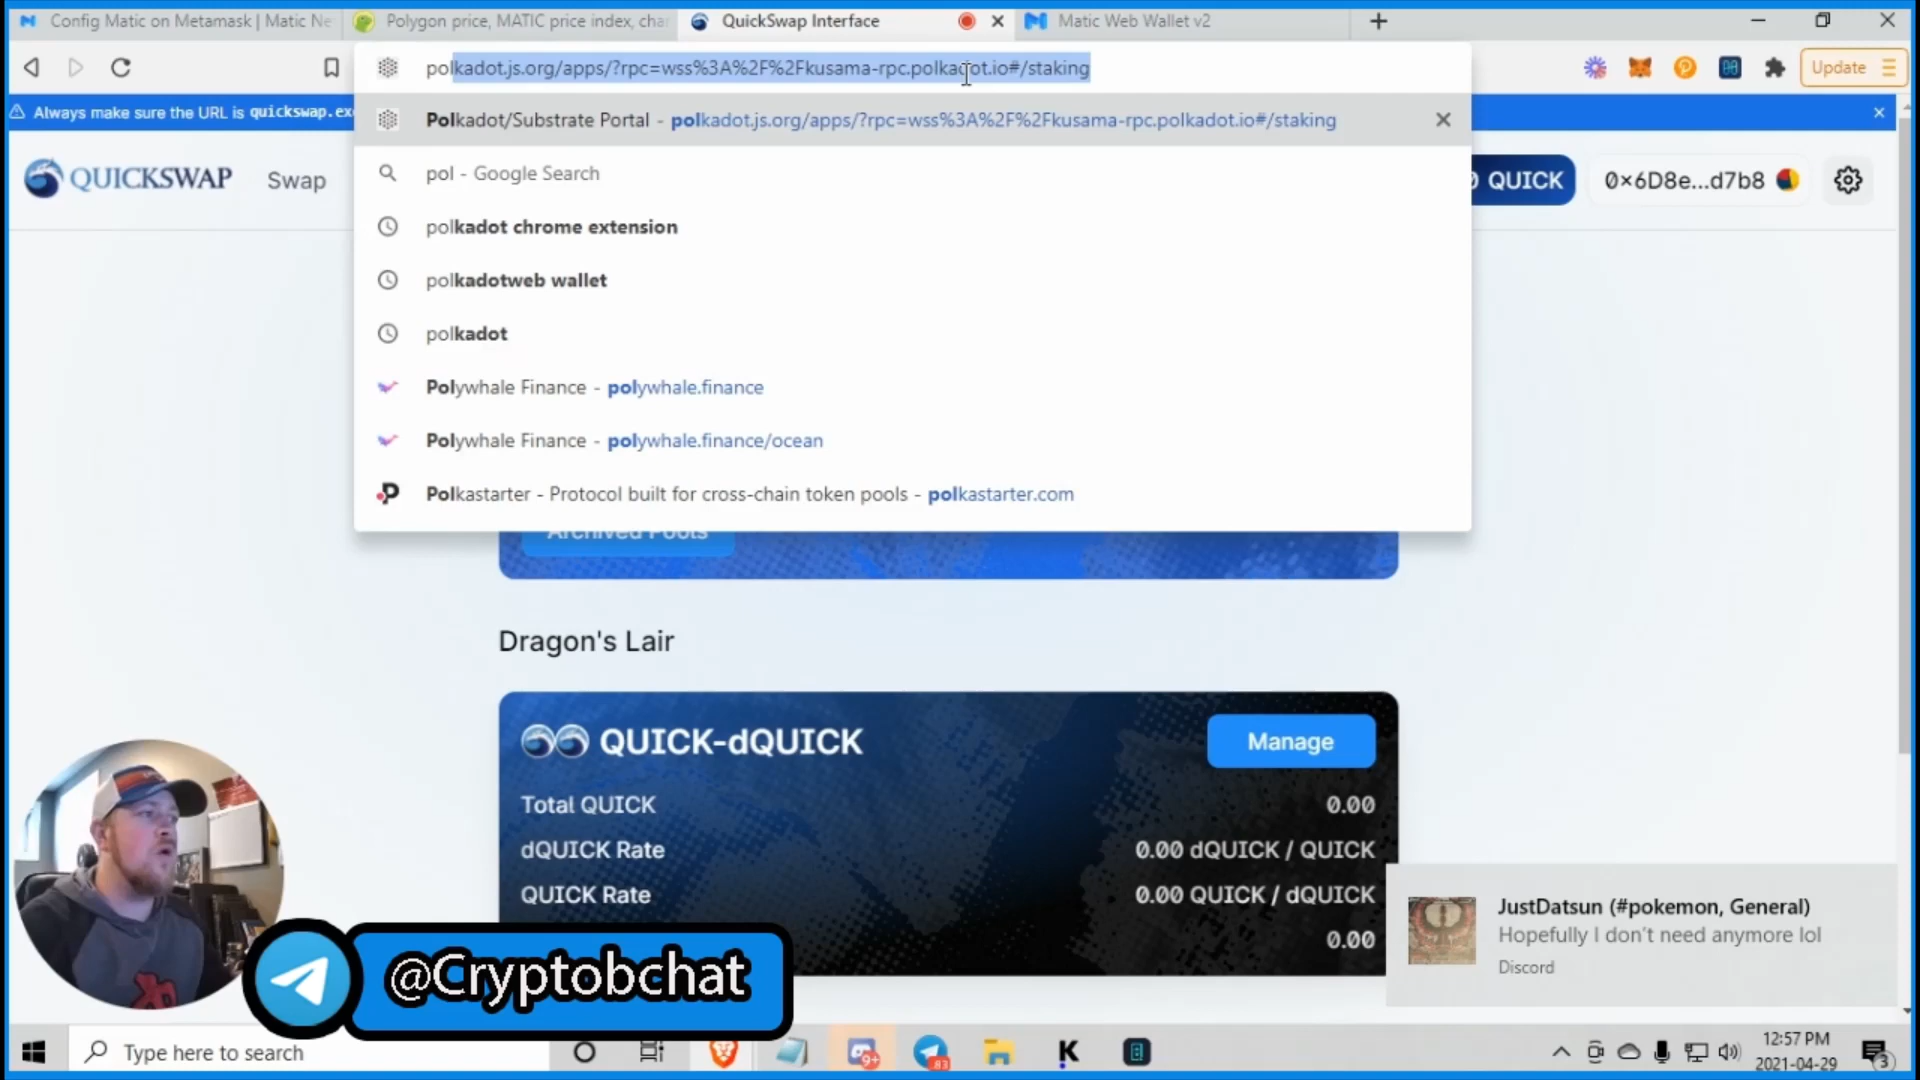 Config Matic on Metamask | Matic Ne
Polygon price, MATIC price index, cha
QuickSwap Interface
Matic Web Wallet v2
polkadot.js.org/apps/?rpc=wss%3A%2F%2Fkusama-rpc.polkadot.io#/staking
Update
Always make sure the URL is quickswap.ex
Polkadot/Substrate Portal - polkadot.js.org/apps/?rpc=wss%3A%2F%2Fkusama-rpc.polkadot.io#/staking
pol - Google Search
QUICKSWAP
Swap
QUICK
0x6D8e...d7b8
polkadot chrome extension
polkadotweb wallet
polkadot
Polywhale Finance - polywhale.finance
Polywhale Finance - polywhale.finance/ocean
Polkastarter - Protocol built for cross-chain token pools - polkastarter.com
Archived Pools
Dragon's Lair
QUICK-dQUICK
Manage
Total QUICK
0.00
dQUICK Rate
0.00 dQUICK / QUICK
QUICK Rate
0.00 QUICK / dQUICK
0.00
JustDatsun (#pokemon, General)
Hopefully I don't need anymore lol
Discord
@Cryptobchat
Type here to search
9+
83
K
12:57 PM
2021-04-29
3